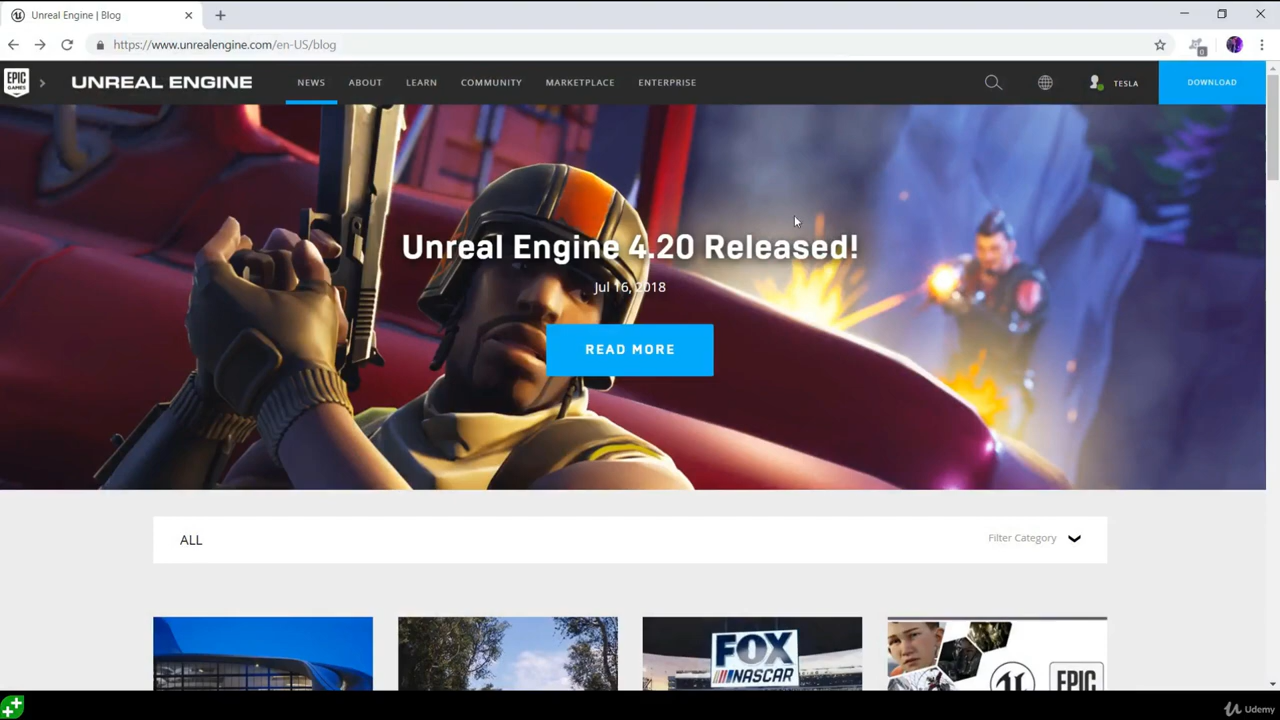 Unreal Engine | Blog
https://www.unrealengine.com/en-US/blog
0
EPIC GAMES
UNREAL ENGINE
NEWS
ABOUT
LEARN
COMMUNITY
MARKETPLACE
ENTERPRISE
TESLA
DOWNLOAD
Unreal Engine 4.20 Released!
Jul 16, 2018
READ MORE
ALL
Filter Category
FOX
NASCAR
EPIC
Udemy